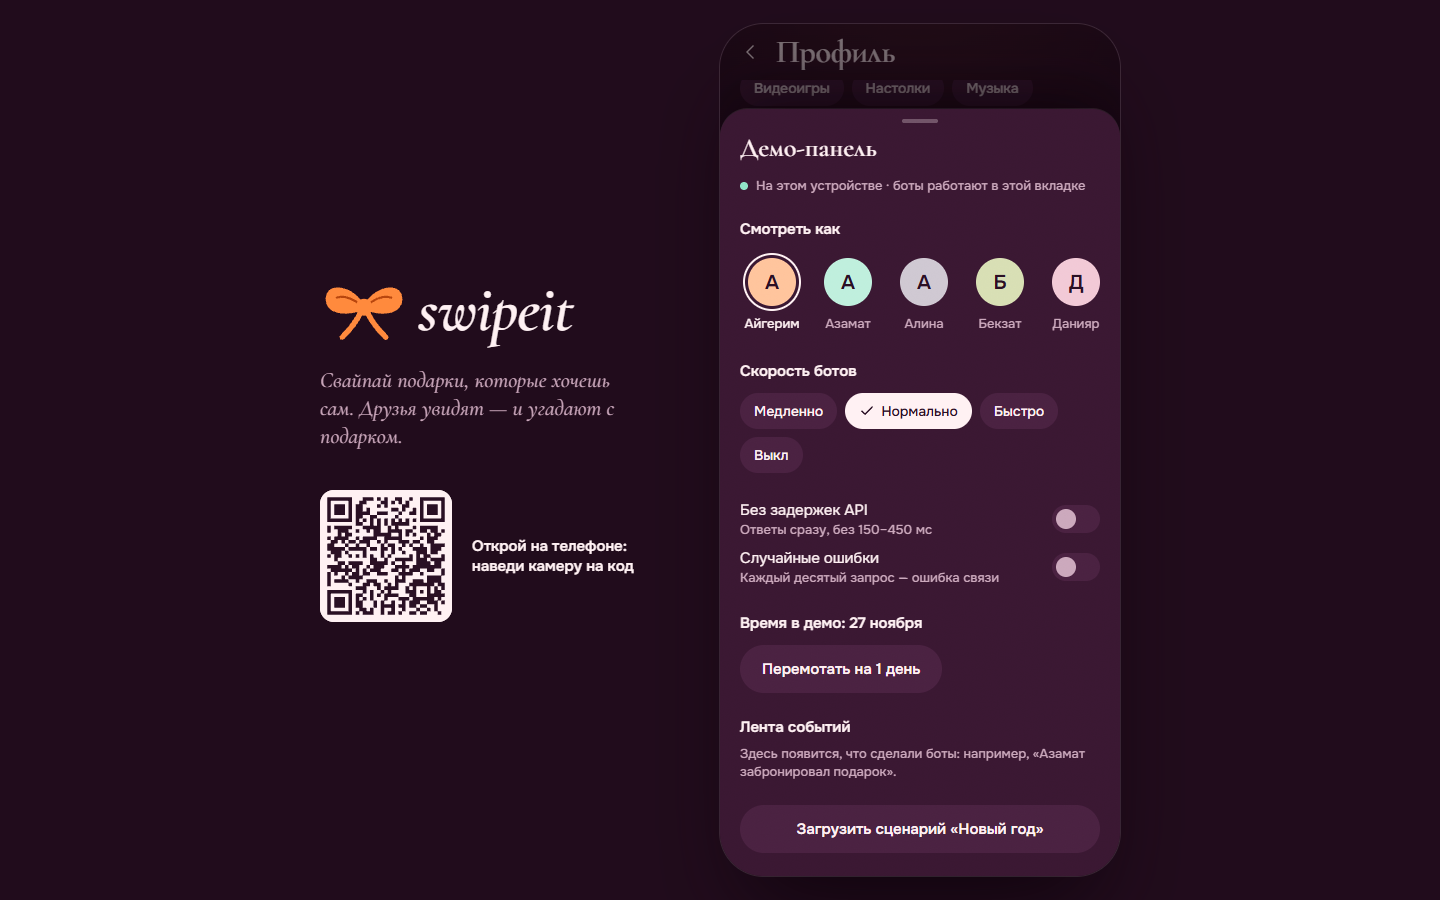 swipeit
Свайпай подарки, которые хочешь
сам. Друзья увидят — и угадают с
подарком.
Открой на телефоне:
наведи камеру на код
Профиль
Видеоигры
Настолки
Музыка
Демо-панель
На этом устройстве · боты работают в этой вкладке
Смотреть как
А
А
А
Б
Д
Айгерим
Азамат
Алина
Бекзат
Данияр
Скорость ботов
Медленно
Нормально
Быстро
Выкл
Без задержек API
Ответы сразу, без 150–450 мс
Случайные ошибки
Каждый десятый запрос — ошибка связи
Время в демо: 27 ноября
Перемотать на 1 день
Лента событий
Здесь появится, что сделали боты: например, «Азамат
забронировал подарок».
Загрузить сценарий «Новый год»